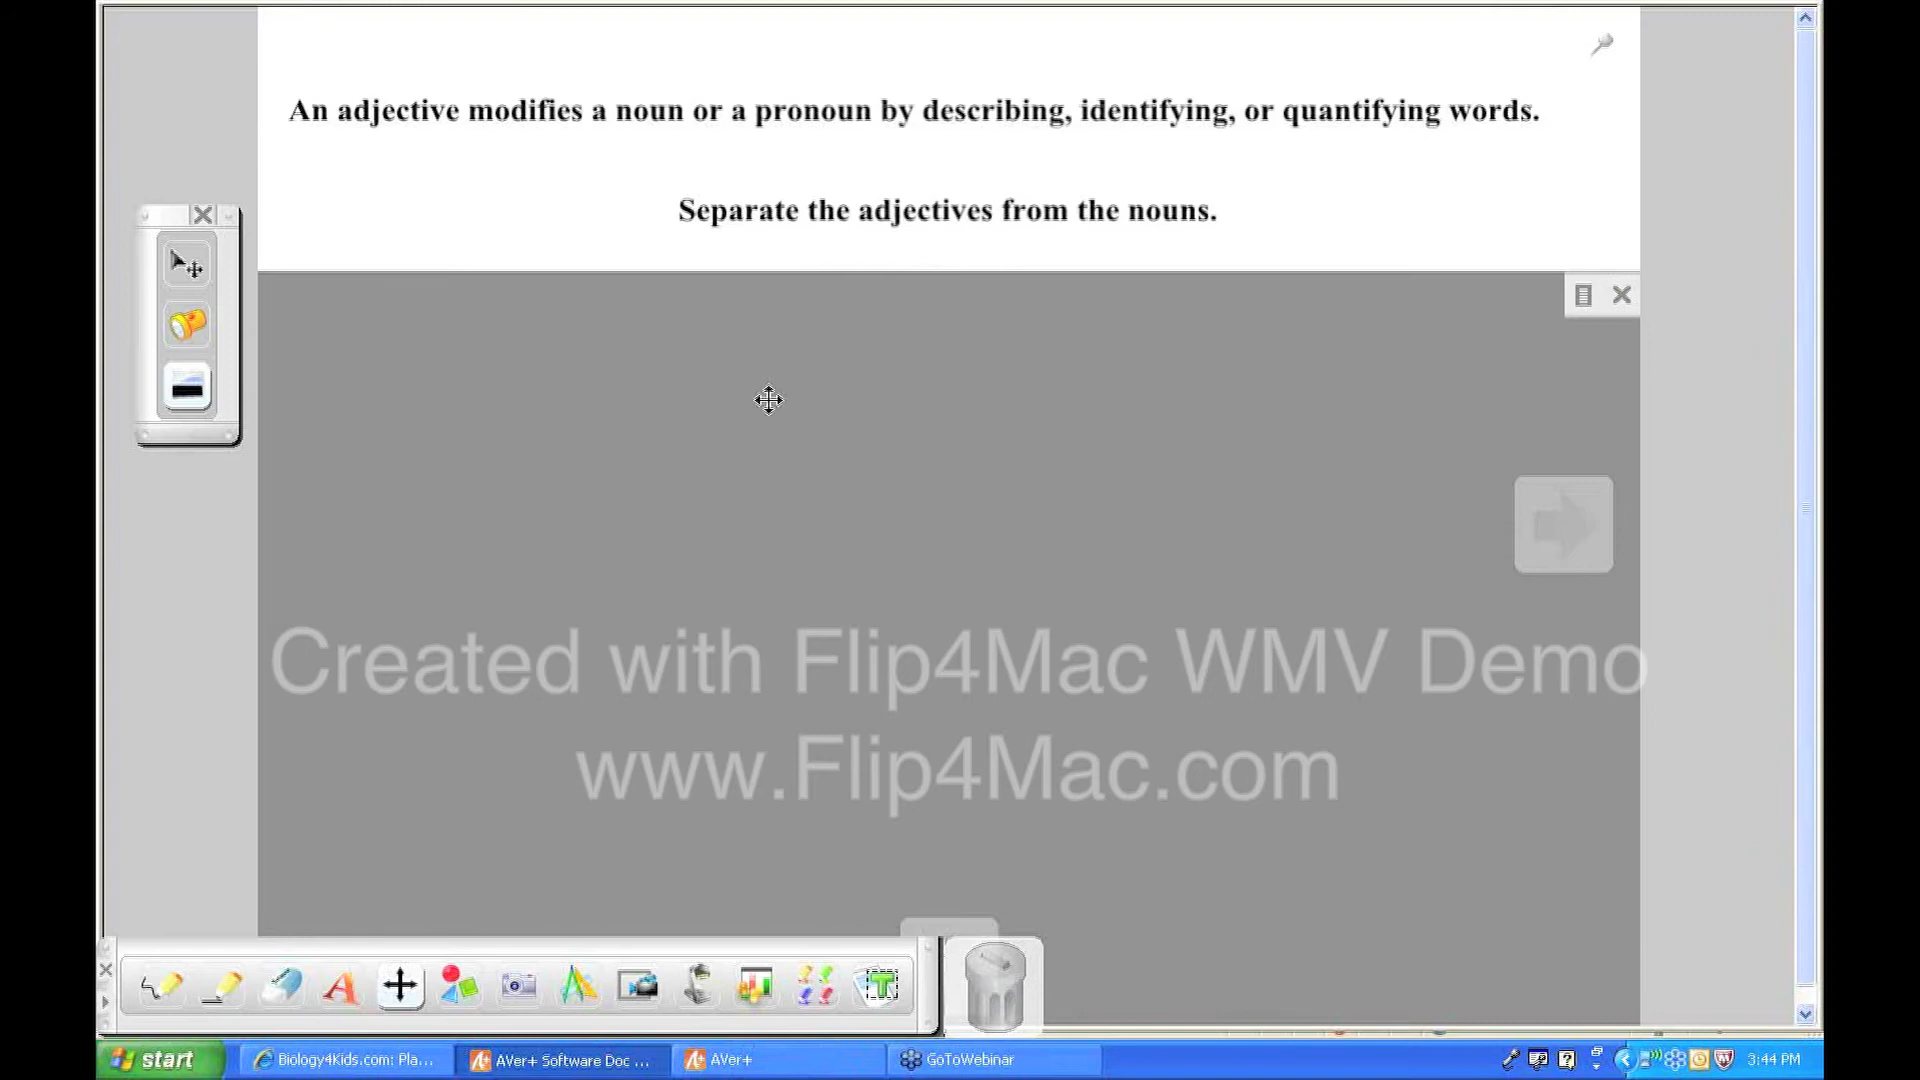 An adjective modifies a noun or a pronoun by describing, identifying, or quantifying words.
Separate the adjectives from the nouns.
Created with Flip4Mac WMV Demo
www.Flip4Mac.com
start
Biology4Kids.com: Pla...
AVer+ Software Doc ...
AVer+
GoToWebinar
3:44 PM